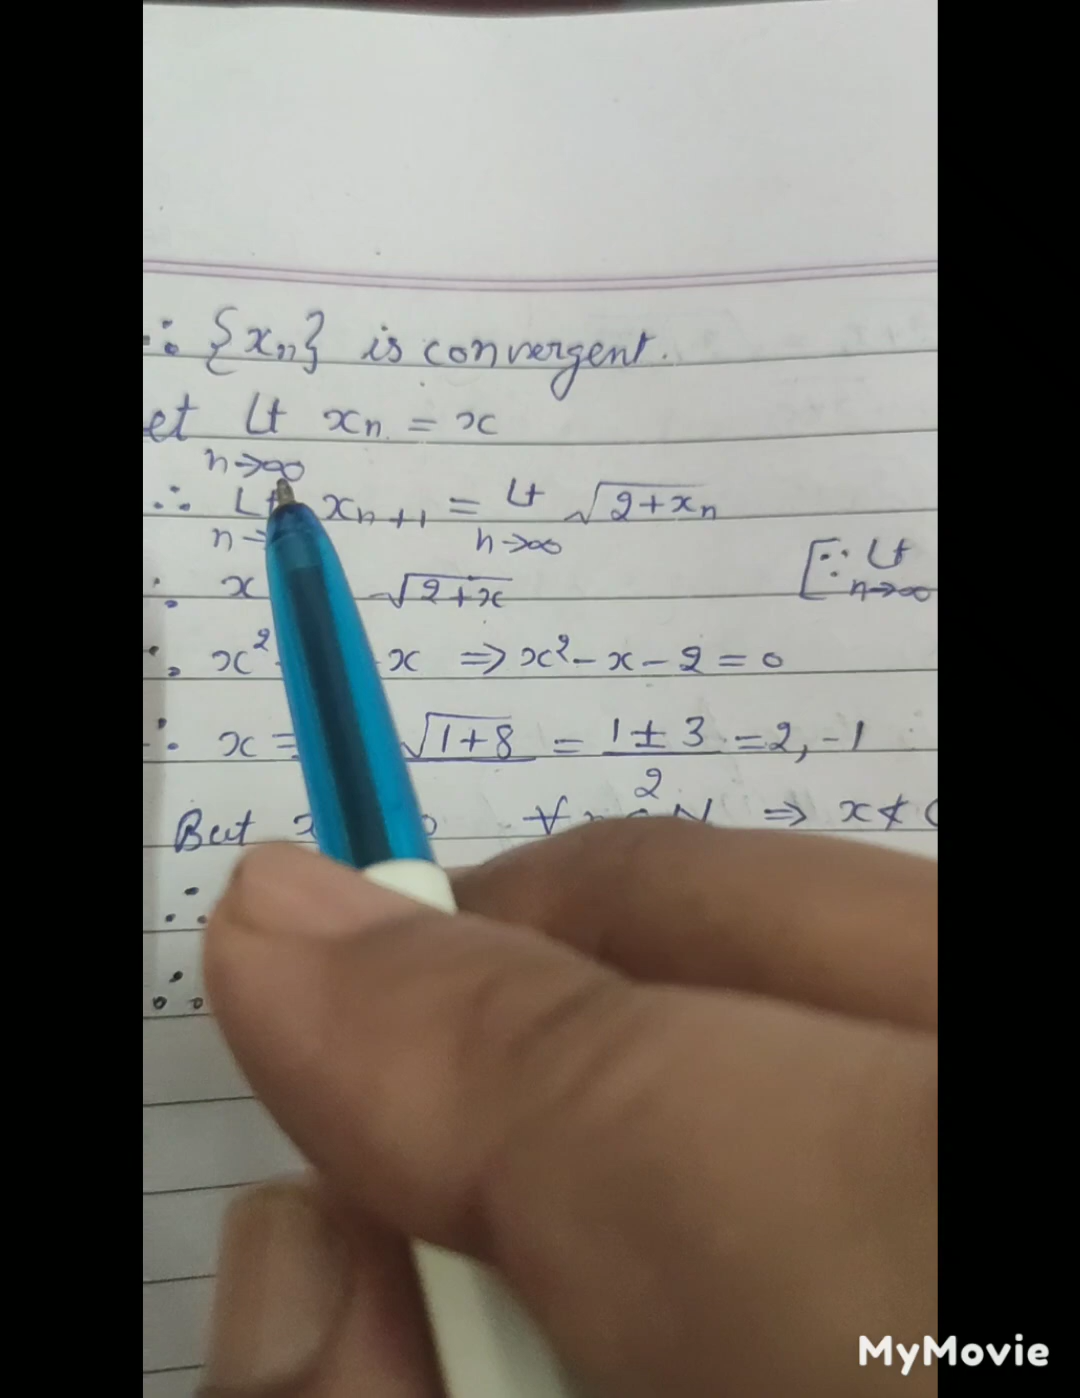 ∴ {xn} is convergent.
et Lt xn = x
n→∞
∴ Lt xn+1 = Lt √2+xn
n→ n→∞
[∵ Lt
n→∞
∴ x √2+x
∴ x² x ⇒ x² - x - 2 = 0
∴ x = √1+8 = 1 ± 3 = 2, -1
2
But ∀ ⇒ x ≮
∴
∴
MyMovie